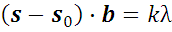 (s − s₀) · b = kλ